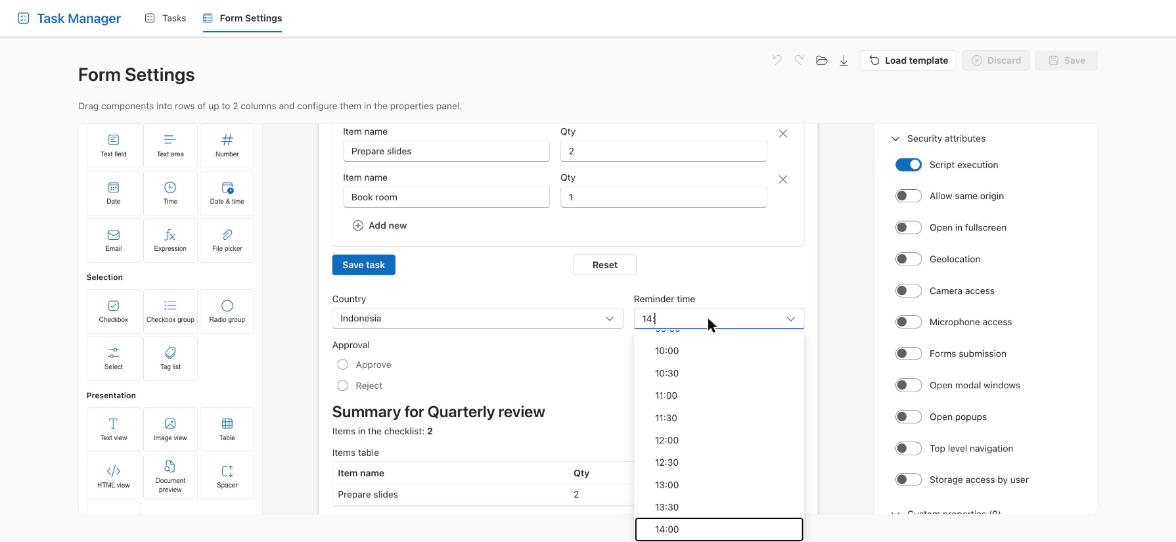 Task Manager
Tasks
Form Settings
Form Settings
Load template
Discard
Save
Drag components into rows of up to 2 columns and configure them in the properties panel.
Text field
Text area
Number
Date
Time
Date & time
Email
Expression
File picker
Selection
Checkbox
Checkbox group
Radio group
Select
Tag list
Presentation
Text view
Image view
Table
HTML view
Document
preview
Spacer
Item name
Qty
Prepare slides
2
Item name
Qty
Book room
1
Add new
Save task
Reset
Country
Reminder time
Indonesia
14:
Approval
Approve
Reject
Summary for Quarterly review
Items in the checklist: 2
Items table
Item name
Qty
Prepare slides
2
10:00
10:30
11:00
11:30
12:00
12:30
13:00
13:30
14:00
Security attributes
Script execution
Allow same origin
Open in fullscreen
Geolocation
Camera access
Microphone access
Forms submission
Open modal windows
Open popups
Top level navigation
Storage access by user